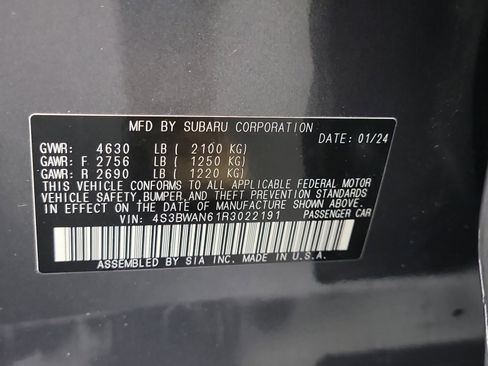 MFD BY SUBARU CORPORATION
DATE: 01/24
GVWR: 4630 LB ( 2100 KG)
GAWR: F 2756 LB ( 1250 KG)
GAWR: R 2690 LB ( 1220 KG)
THIS VEHICLE CONFORMS TO ALL APPLICABLE FEDERAL MOTOR
VEHICLE SAFETY,BUMPER,AND THEFT PREVENTION STANDARDS
IN EFFECT ON THE DATE OF MANUFACTURE SHOWN ABOVE.
VIN: 4S3BWAN61R3022191 PASSENGER CAR
ASSEMBLED BY SIA INC. MADE IN U.S.A.